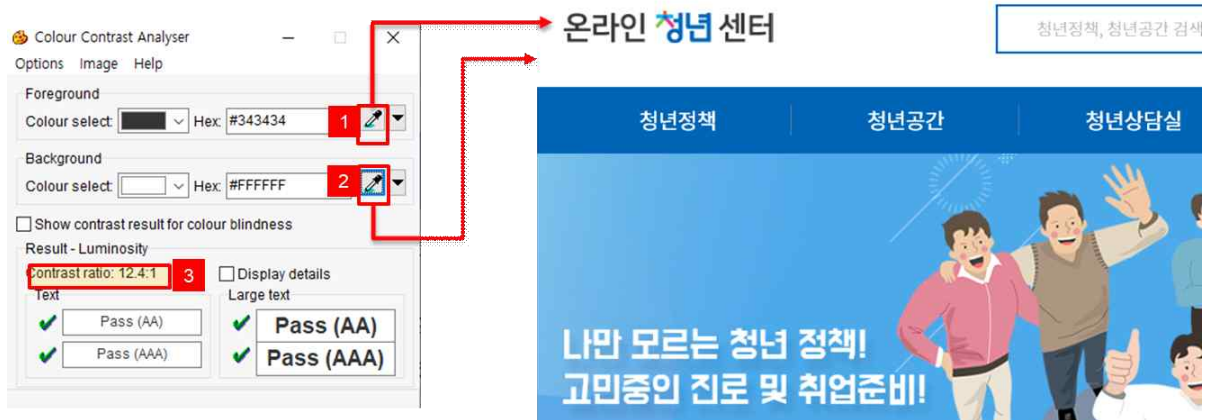 Colour Contrast Analyser
Options Image Help
Foreground
Colour select: Hex: #343434 1
Background
Colour select: Hex: #FFFFFF 2
Show contrast result for colour blindness
Result - Luminosity
Contrast ratio: 12.4:1 3 Display details
Text Large text
Pass (AA) Pass (AA)
Pass (AAA) Pass (AAA)
온라인 청년 센터
청년정책, 청년공간 검색
청년정책 청년공간 청년상담실
나만 모르는 청년 정책!
고민중인 진로 및 취업준비!